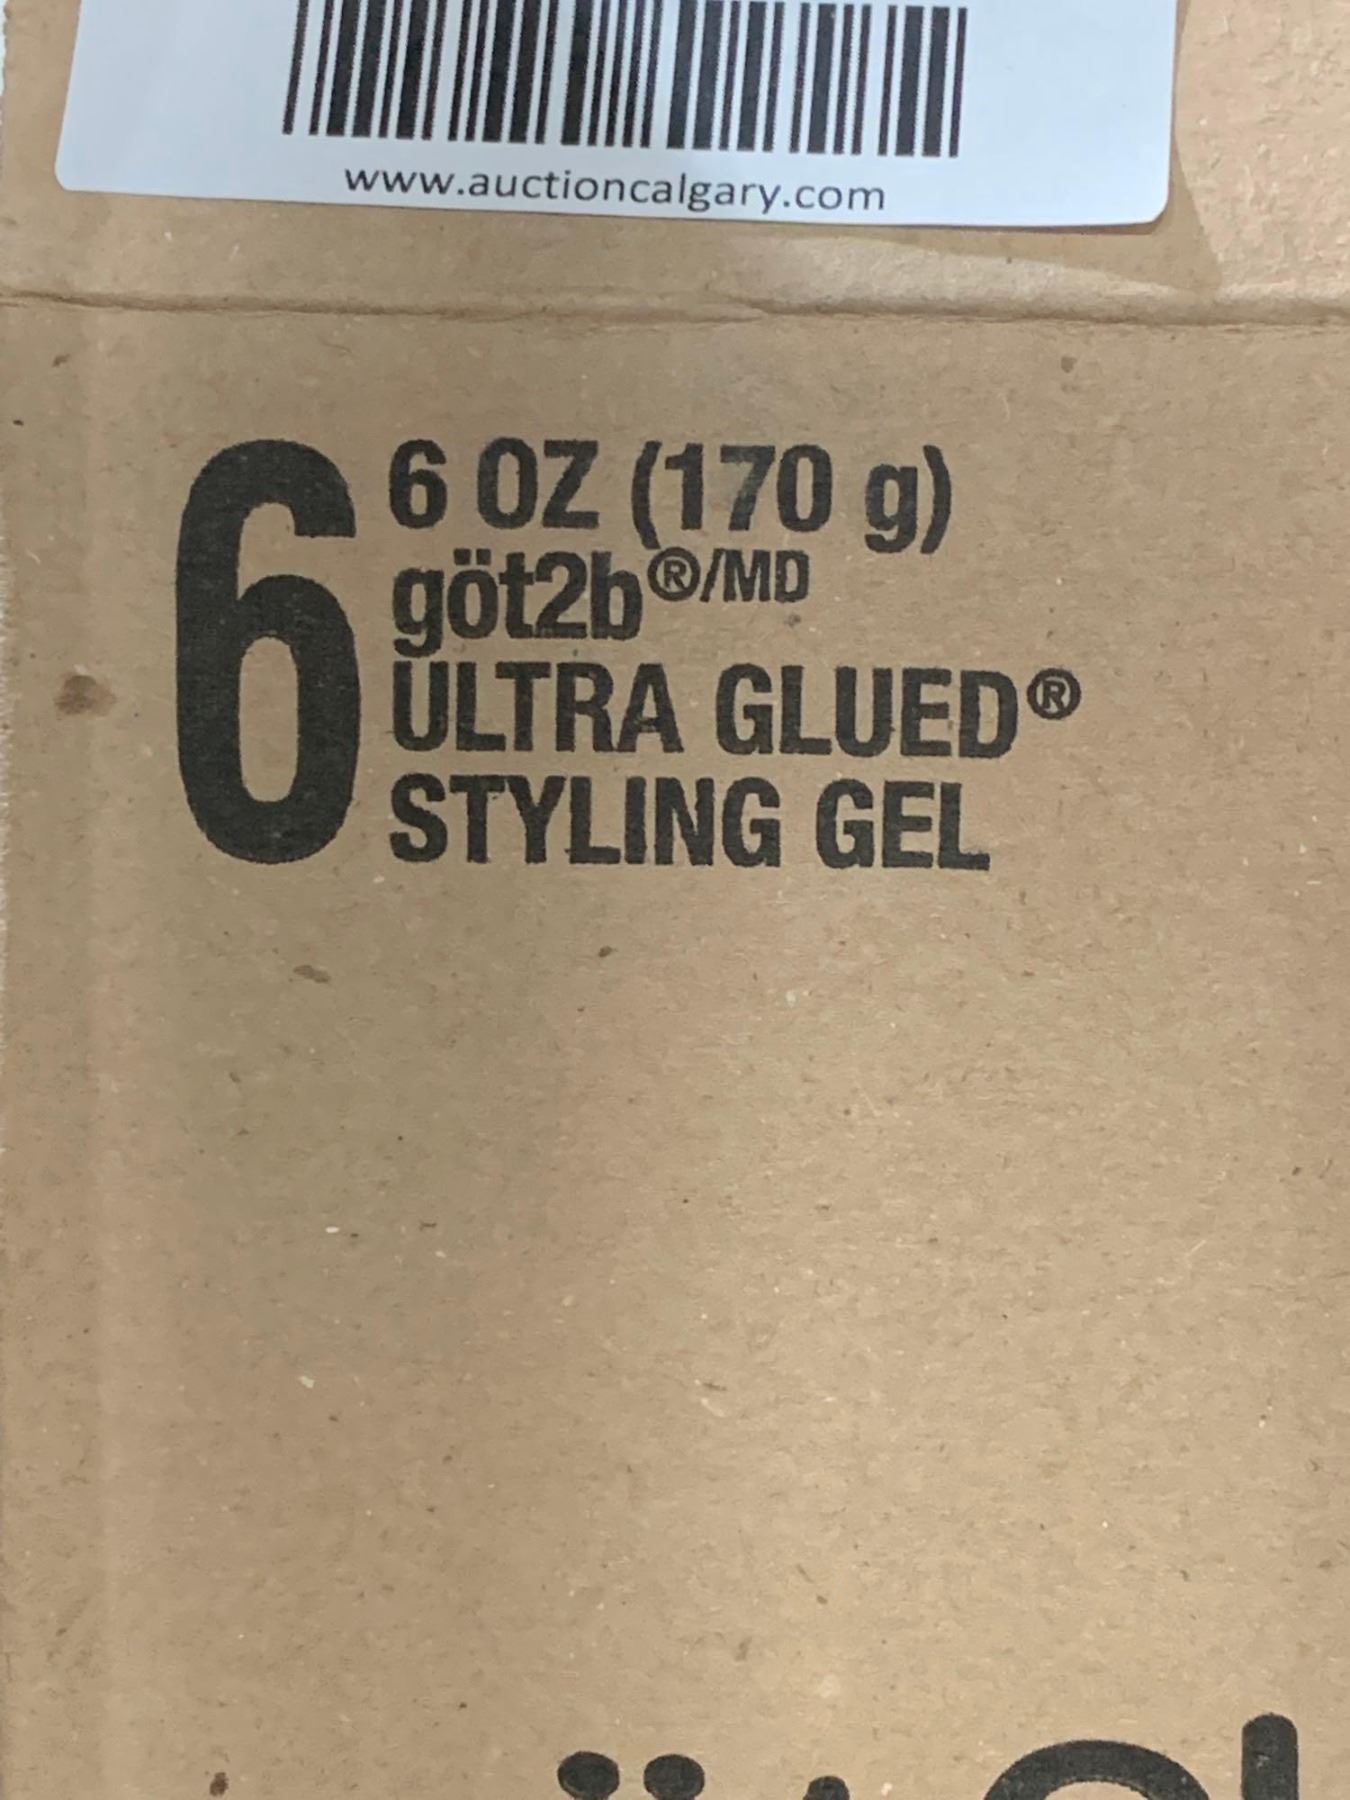 www.auctioncalgary.com
6
6 OZ (170 g)
göt2b®/MD
ULTRA GLUED®
STYLING GEL